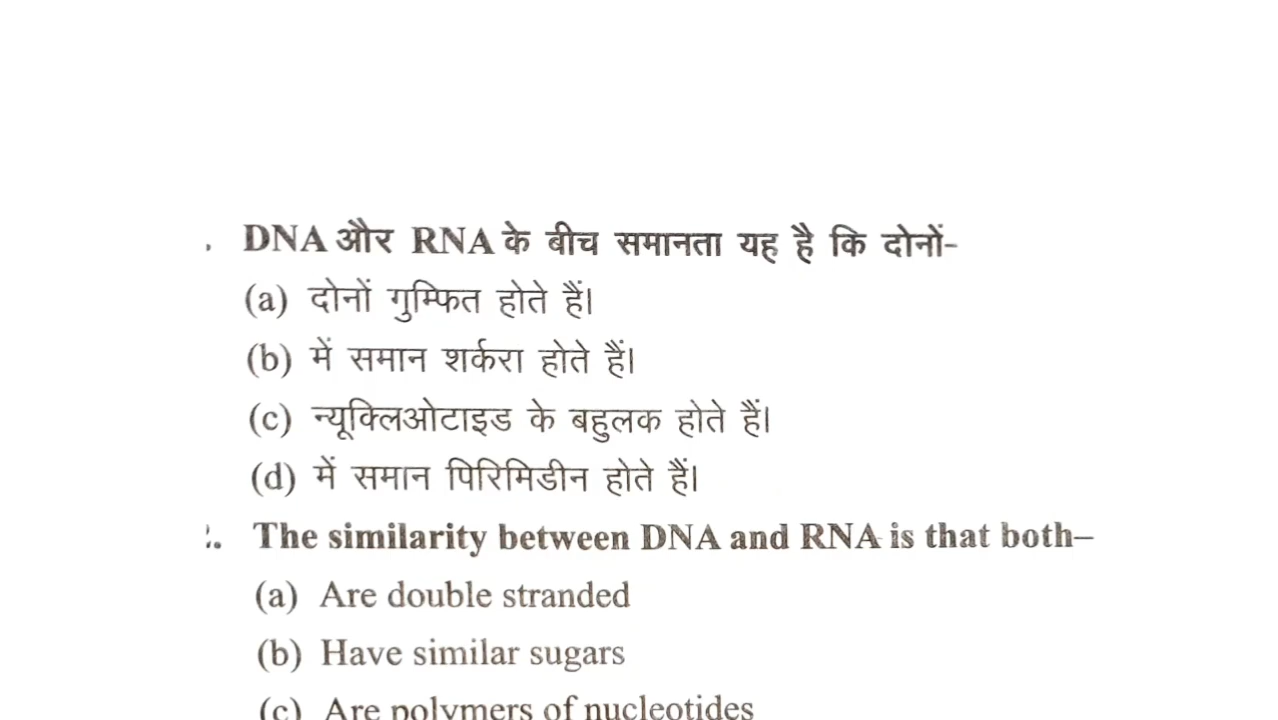 DNA और RNA के बीच समानता यह है कि दोनों-
(a) दोनों गुम्फित होते हैं।
(b) में समान शर्करा होते हैं।
(c) न्यूक्लिओटाइड के बहुलक होते हैं।
(d) में समान पिरिमिडीन होते हैं।
The similarity between DNA and RNA is that both–
(a) Are double stranded
(b) Have similar sugars
(c) Are polymers of nucleotides